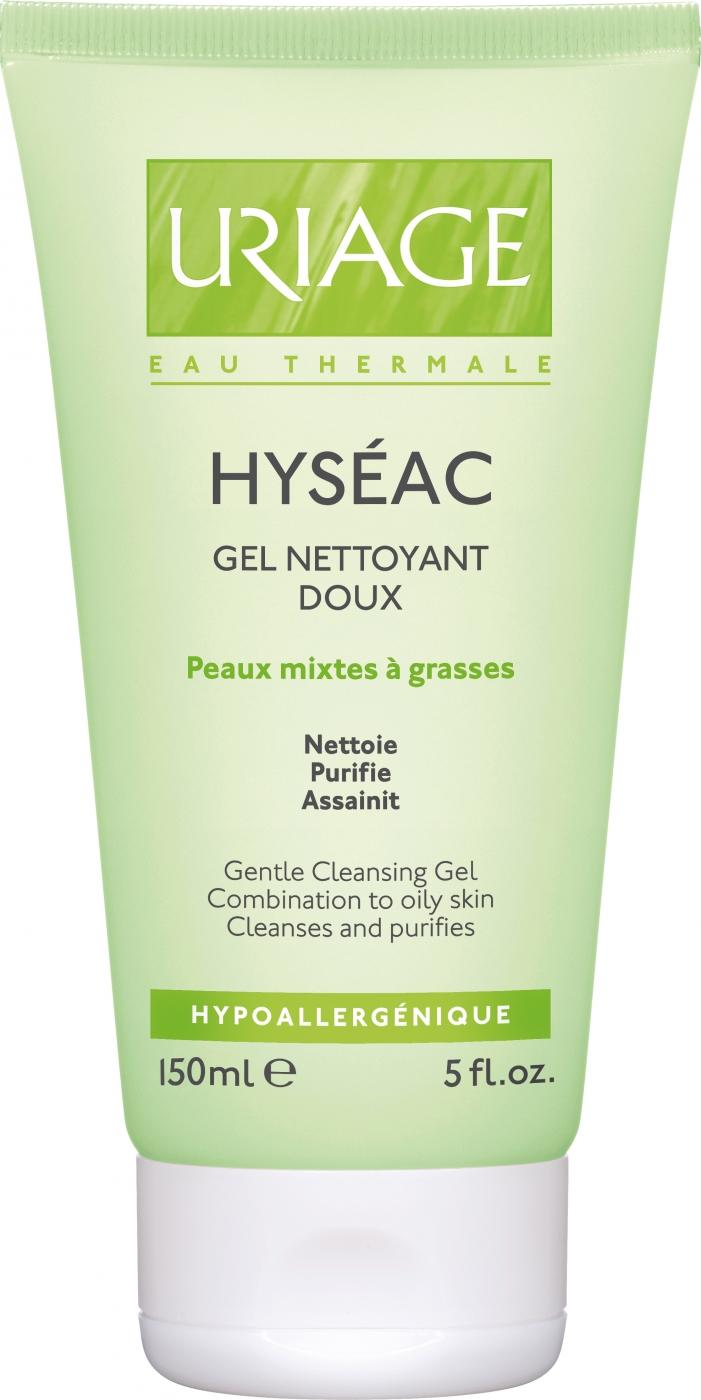 URIAGE
EAU THERMALE
HYSÉAC
GEL NETTOYANT
DOUX
Peaux mixtes à grasses
Nettoie
Purifie
Assainit
Gentle Cleansing Gel
Combination to oily skin
Cleanses and purifies
HYPOALLERGÉNIQUE
150ml ℮ 5 fl.oz.